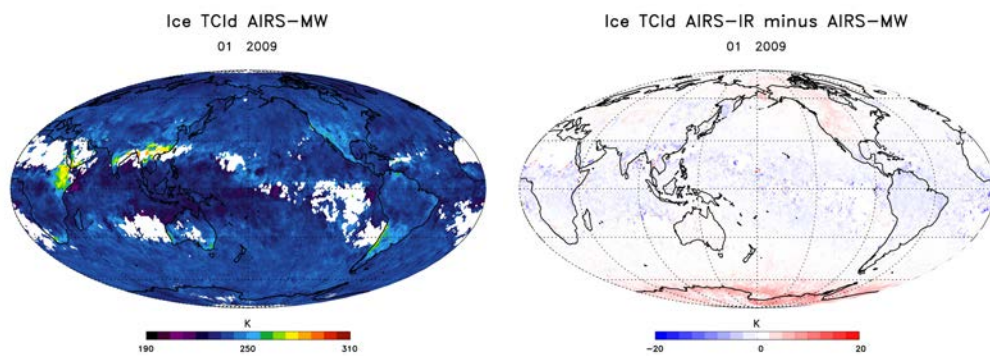 Ice TCld AIRS-MW
01 2009
K
190 250 310
Ice TCld AIRS-IR minus AIRS-MW
01 2009
K
-20 0 20